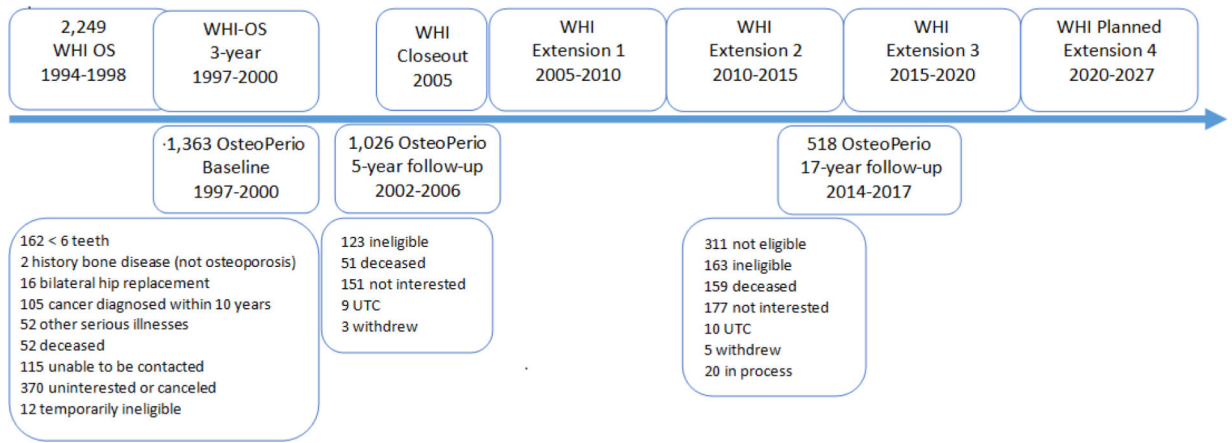 2,249
WHI OS
1994-1998
WHI-OS
3-year
1997-2000
WHI
Closeout
2005
WHI
Extension 1
2005-2010
WHI
Extension 2
2010-2015
WHI
Extension 3
2015-2020
WHI Planned
Extension 4
2020-2027
·1,363 OsteoPerio
Baseline
1997-2000
1,026 OsteoPerio
5-year follow-up
2002-2006
518 OsteoPerio
17-year follow-up
2014-2017
162 < 6 teeth
2 history bone disease (not osteoporosis)
16 bilateral hip replacement
105 cancer diagnosed within 10 years
52 other serious illnesses
52 deceased
115 unable to be contacted
370 uninterested or canceled
12 temporarily ineligible
123 ineligible
51 deceased
151 not interested
9 UTC
3 withdrew
311 not eligible
163 ineligible
159 deceased
177 not interested
10 UTC
5 withdrew
20 in process